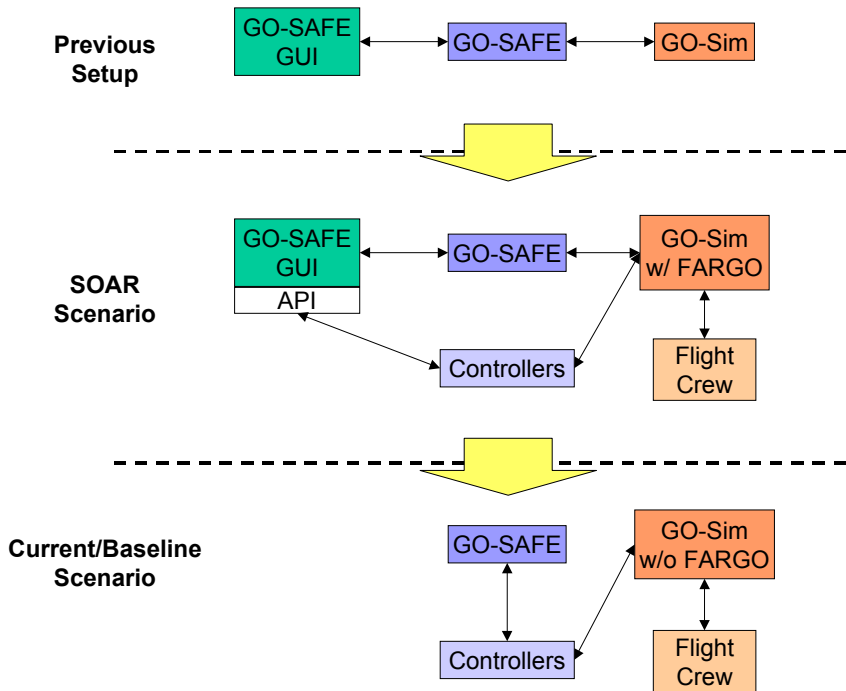 Previous
Setup
GO-SAFE
GUI
GO-SAFE
GO-Sim
SOAR
Scenario
GO-SAFE
GUI
API
GO-SAFE
GO-Sim
w/ FARGO
Controllers
Flight
Crew
Current/Baseline
Scenario
GO-SAFE
GO-Sim
w/o FARGO
Controllers
Flight
Crew